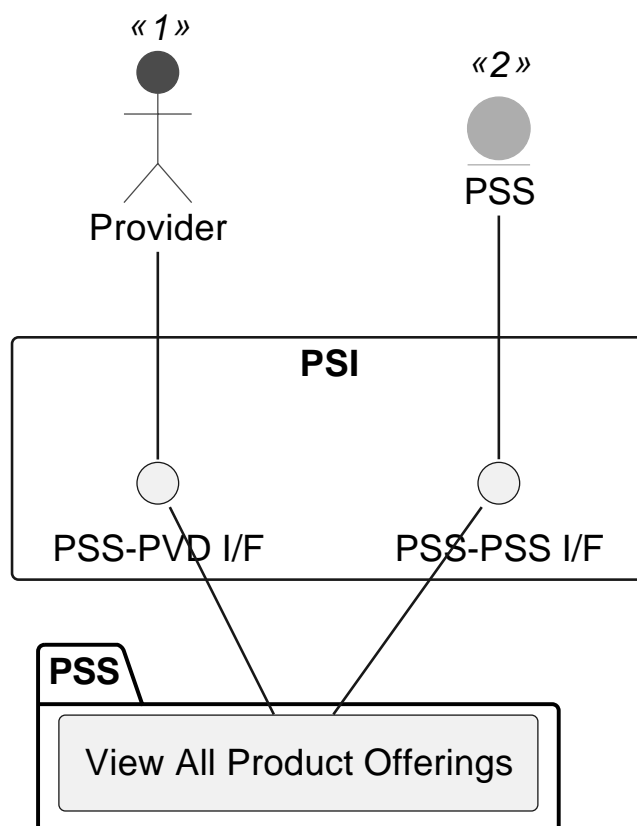 «1»
«2»
Provider
PSS
PSI
PSS-PVD I/F
PSS-PSS I/F
PSS
View All Product Offerings